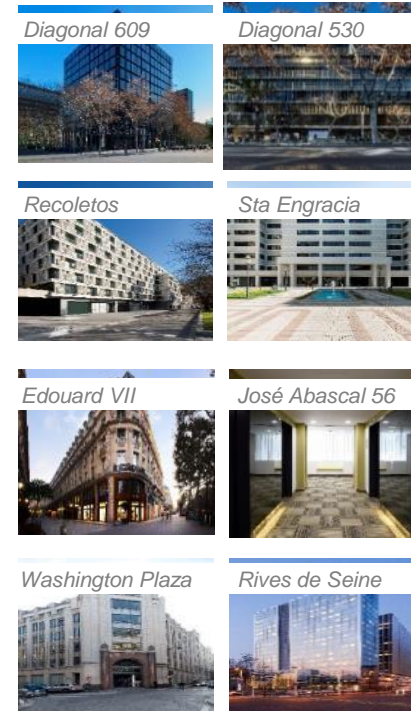 Diagonal 609
Diagonal 530
Recoletos
Sta Engracia
Edouard VII
José Abascal 56
Washington Plaza
Rives de Seine